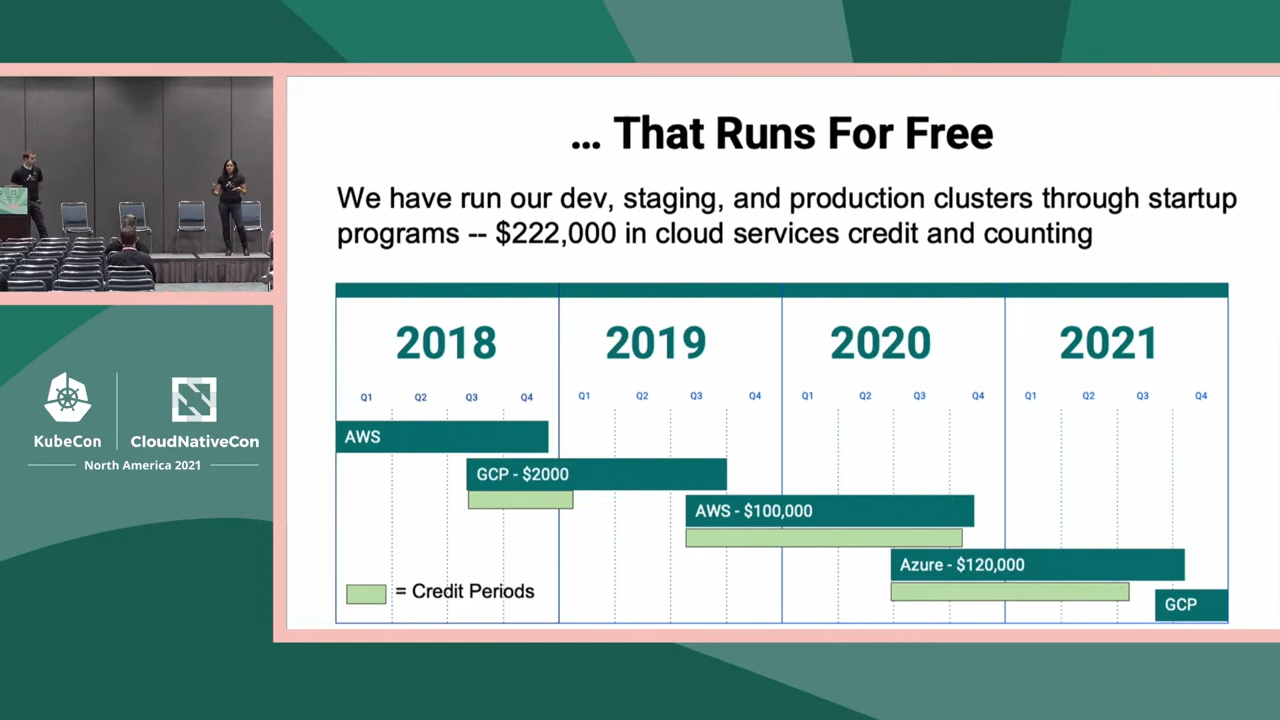 ... That Runs For Free
We have run our dev, staging, and production clusters through startup
programs -- $222,000 in cloud services credit and counting
2018 2019 2020 2021
Q1 Q2 Q3 Q4 Q1 Q2 Q3 Q4 Q1 Q2 Q3 Q4 Q1 Q2 Q3 Q4
AWS
GCP - $2000
AWS - $100,000
Azure - $120,000
GCP
= Credit Periods
KubeCon
CloudNativeCon
North America 2021